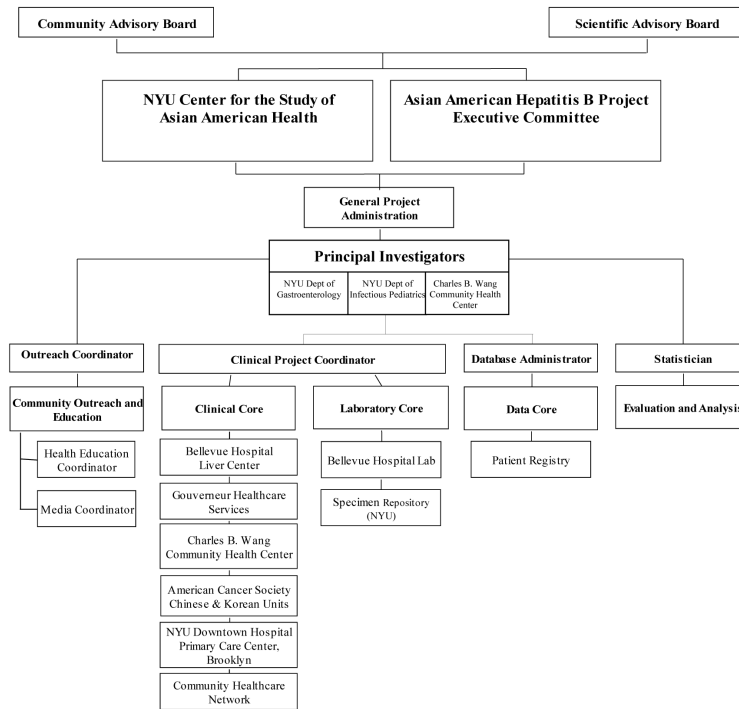 Community Advisory Board
Scientific Advisory Board
NYU Center for the Study of
Asian American Health
Asian American Hepatitis B Project
Executive Committee
General Project
Administration
Principal Investigators
NYU Dept of
Gastroenterology
NYU Dept of
Infectious Pediatrics
Charles B. Wang
Community Health
Center
Outreach Coordinator
Clinical Project Coordinator
Database Administrator
Statistician
Community Outreach and
Education
Clinical Core
Laboratory Core
Data Core
Evaluation and Analysis
Health Education
Coordinator
Media Coordinator
Bellevue Hospital
Liver Center
Gouverneur Healthcare
Services
Charles B. Wang
Community Health Center
American Cancer Society
Chinese & Korean Units
NYU Downtown Hospital
Primary Care Center,
Brooklyn
Community Healthcare
Network
Bellevue Hospital Lab
Specimen Repository
(NYU)
Patient Registry